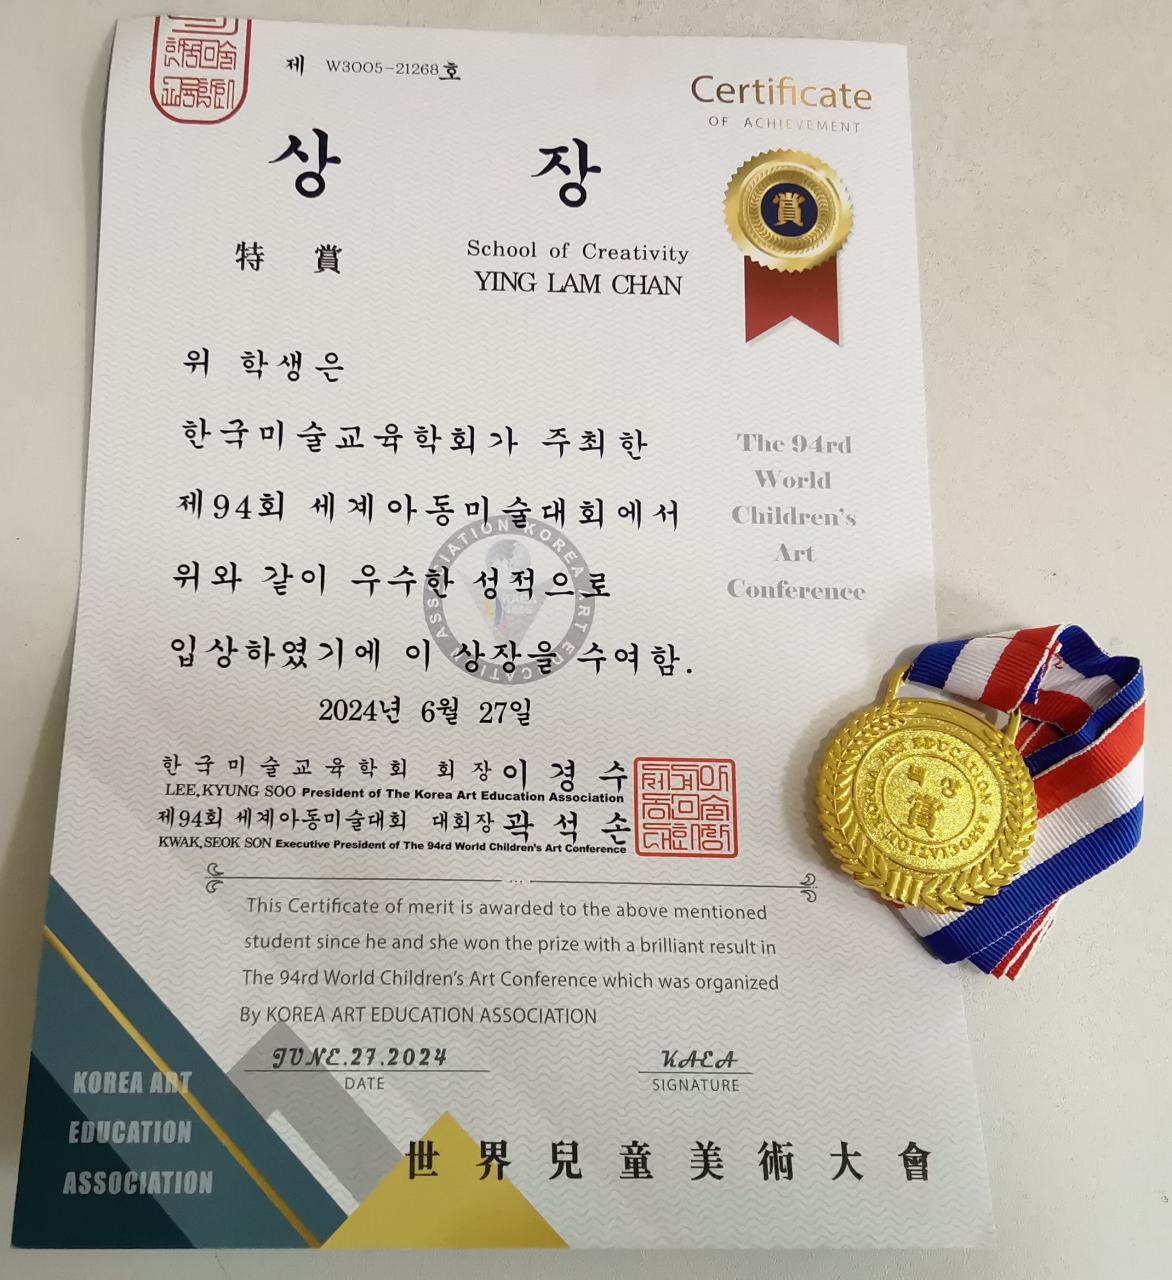 제 W3005-21268호
Certificate
OF ACHIEVEMENT
상 장
賞
特賞
School of Creativity
YING LAM CHAN
위 학생은
한국미술교육학회가 주최한
제94회 세계아동미술대회에서
위와 같이 우수한 성적으로
입상하였기에 이 상장을 수여함.
2024년 6월 27일
The 94rd
World
Children's
Art
Conference
KOREA ART EDUCATION ASSOCIATION
한국미술교육학회 회장 이경수
LEE,KYUNG SOO President of The Korea Art Education Association
제94회 세계아동미술대회 대회장 곽석손
KWAK,SEOK SON Executive President of The 94rd World Children's Art Conference
賞
This Certificate of merit is awarded to the above mentioned
student since he and she won the prize with a brilliant result in
The 94rd World Children's Art Conference which was organized
By KOREA ART EDUCATION ASSOCIATION
JUNE.27.2024
DATE
KAEA
SIGNATURE
KOREA ART
EDUCATION
ASSOCIATION
世界兒童美術大會